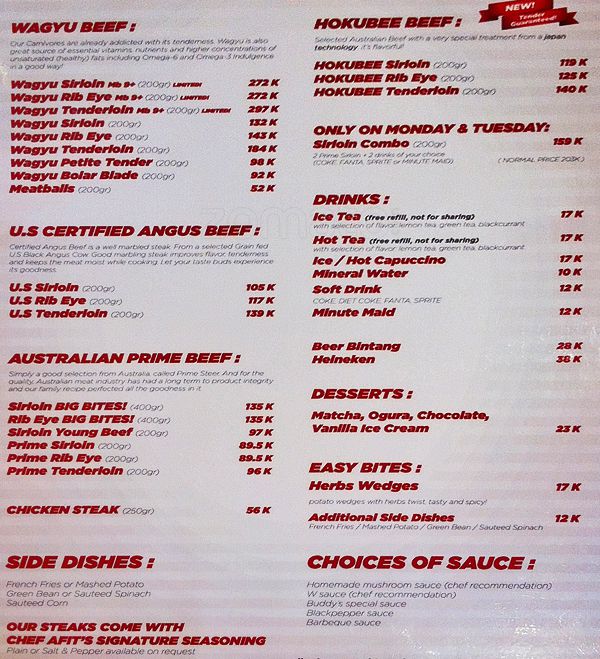 WAGYU BEEF :
Our Carnivores are already addicted with its tenderness. Wagyu is also
great source of essential vitamins, nutrients and higher concentrations of
unsaturated (healthy) fats including Omega-6 and Omega-3. Indulgence
in a good way!
Wagyu Sirloin Mb 9+ (200gr) LIMITED! 272 K
Wagyu Rib Eye Mb 9+ (200gr) LIMITED! 272 K
Wagyu Tenderloin Mb 9+ (200gr) LIMITED! 297 K
Wagyu Sirloin (200gr) 132 K
Wagyu Rib Eye (200gr) 143 K
Wagyu Tenderloin (200gr) 184 K
Wagyu Petite Tender (200gr) 98 K
Wagyu Bolar Blade (200gr) 92 K
Meatballs (200gr) 52 K
U.S CERTIFIED ANGUS BEEF :
Certified Angus Beef is a well marbled steak. From a selected Grain fed
U.S Black Angus Cow. Good marbling steak improves flavor, tenderness
and keeps the meat moist while cooking. Let your taste buds experience
its goodness.
U.S Sirloin (200gr) 105 K
U.S Rib Eye (200gr) 117 K
U.S Tenderloin (200gr) 139 K
AUSTRALIAN PRIME BEEF :
Simply a good selection from Australia, called Prime Steer. And for the
quality, Australian meat industry has had a long term to product integrity
and our family recipe perfected all the goodness in it.
Sirloin BIG BITES! (400gr) 135 K
Rib Eye BIG BITES! (400gr) 135 K
Sirloin Young Beef (200gr) 97 K
Prime Sirloin (200gr) 89.5 K
Prime Rib Eye (200gr) 89.5 K
Prime Tenderloin (200gr) 96 K
CHICKEN STEAK (250gr) 56 K
SIDE DISHES :
French Fries or Mashed Potato
Green Bean or Sauteed Spinach
Sauteed Corn
OUR STEAKS COME WITH
CHEF AFIT'S SIGNATURE SEASONING
Plain or Salt & Pepper available on request
NEW!
Tender
Guaranteed!
HOKUBEE BEEF :
Selected Australian Beef with a very special treatment from a japan
technology. it's flavorful!
HOKUBEE Sirloin (200gr) 119 K
HOKUBEE Rib Eye (200gr) 125 K
HOKUBEE Tenderloin (200gr) 140 K
ONLY ON MONDAY & TUESDAY:
Sirloin Combo (200gr) 159 K
2 Prime Sirloin + 2 drinks of your choice
(COKE, FANTA, SPRITE or MINUTE MAID) ( NORMAL PRICE 203K )
DRINKS :
Ice Tea (free refill, not for sharing) 17 K
with selection of flavor: lemon tea, green tea, blackcurrant
Hot Tea (free refill, not for sharing) 17 K
with selection of flavor: lemon tea, green tea, blackcurrant
Ice / Hot Capuccino 17 K
Mineral Water 10 K
Soft Drink 12 K
COKE, DIET COKE, FANTA, SPRITE
Minute Maid 12 K
Beer Bintang 28 K
Heineken 38 K
DESSERTS :
Matcha, Ogura, Chocolate,
Vanilla Ice Cream 23 K
EASY BITES :
Herbs Wedges 17 K
potato wedges with herbs twist, tasty and spicy!
Additional Side Dishes 12 K
French Fries / Mashed Potato / Green Bean / Sauteed Spinach
CHOICES OF SAUCE :
Homemade mushroom sauce (chef recommendation)
W sauce (chef recommendation)
Buddy's special sauce
Blackpepper sauce
Barbeque sauce